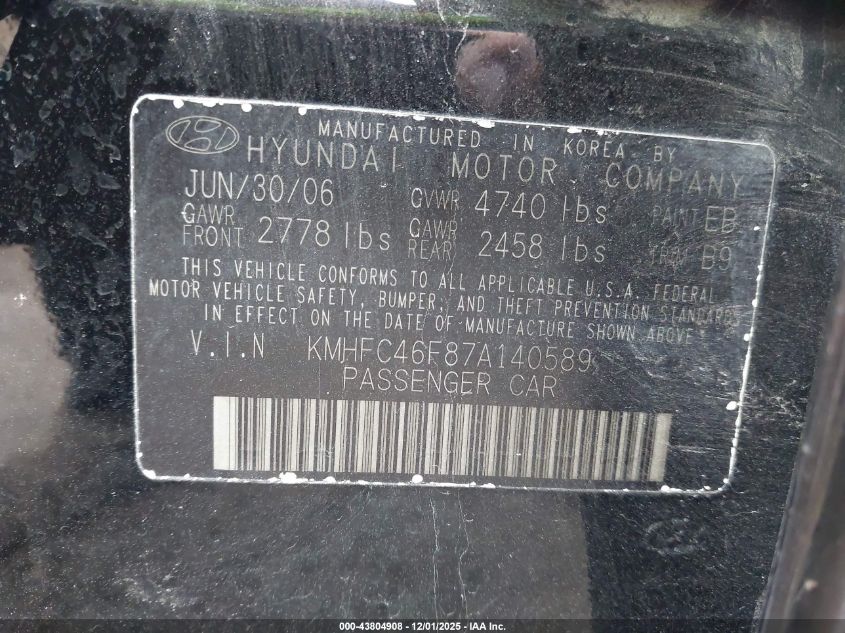 MANUFACTURED IN KOREA BY
HYUNDAI MOTOR COMPANY
JUN/30/06 GVWR 4740 lbs PAINT EB
GAWR FRONT 2778 lbs GAWR REAR 2458 lbs TRIM B9
THIS VEHICLE CONFORMS TO ALL APPLICABLE U.S.A. FEDERAL
MOTOR VEHICLE SAFETY, BUMPER, AND THEFT PREVENTION STANDARDS
IN EFFECT ON THE DATE OF MANUFACTURE SHOWN ABOVE.
V.I.N KMHFC46F87A140589
PASSENGER CAR
000-43804908 - 12/01/2025 - IAA Inc.